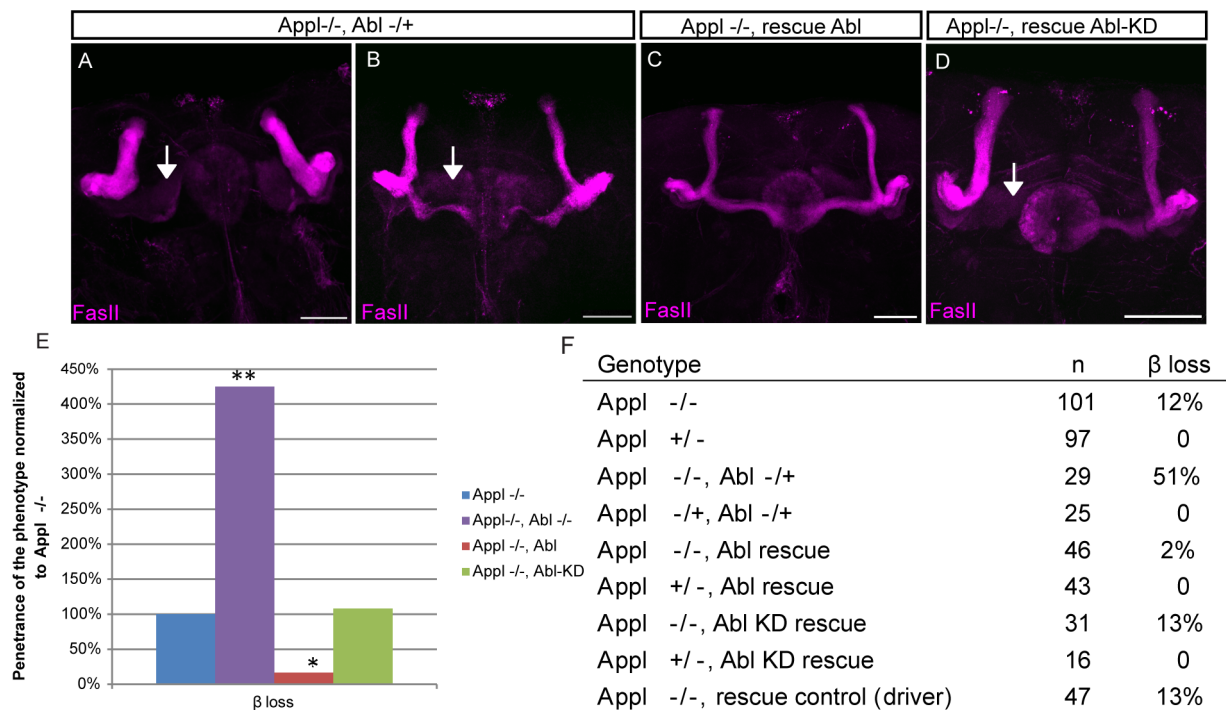 Appl-/-, Abl -/+
Appl -/-, rescue Abl
Appl-/-, rescue Abl-KD
A
B
C
D
FasII
FasII
FasII
FasII
E
Penetrance of the phenotype normalized
to Appl -/-
450%
400%
350%
300%
250%
200%
150%
100%
50%
0%
**
*
β loss
Appl -/-
Appl-/-, Abl -/-
Appl -/-, Abl
Appl -/-, Abl-KD
F
Genotype n β loss
Appl -/- 101 12%
Appl +/- 97 0
Appl -/-, Abl -/+ 29 51%
Appl -/+, Abl -/+ 25 0
Appl -/-, Abl rescue 46 2%
Appl +/-, Abl rescue 43 0
Appl -/-, Abl KD rescue 31 13%
Appl +/-, Abl KD rescue 16 0
Appl -/-, rescue control (driver) 47 13%